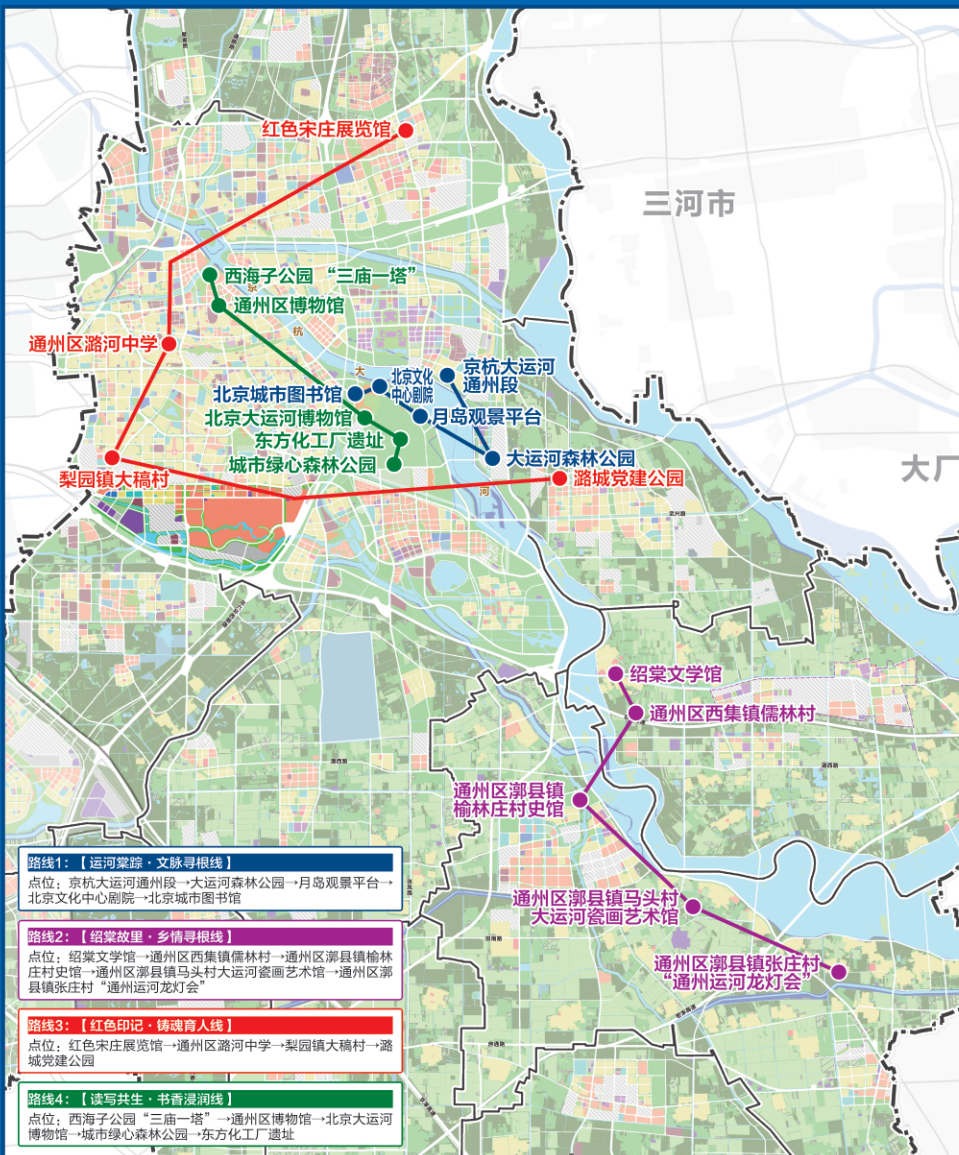 红色宋庄展览馆
三河市
西海子公园 “三庙一塔”
京
通州区博物馆
杭
通州区潞河中学
大
京杭大运河
通州段
北京文化
中心剧院
北京城市图书馆
月岛观景平台
北京大运河博物馆
东方化工厂遗址
大运河森林公园
城市绿心森林公园
大厂
梨园镇大稿村
潞城党建公园
河
绍棠文学馆
通州区西集镇儒林村
通州区漷县镇
榆林庄村史馆
通州区漷县镇马头村
大运河瓷画艺术馆
通州区漷县镇张庄村
“通州运河龙灯会”
路线1：【运河棠踪·文脉寻根线】
点位：京杭大运河通州段→大运河森林公园→月岛观景平台→
北京文化中心剧院→北京城市图书馆
路线2：【绍棠故里·乡情寻根线】
点位：绍棠文学馆→通州区西集镇儒林村→通州区漷县镇榆林
庄村史馆→通州区漷县镇马头村大运河瓷画艺术馆→通州区漷
县镇张庄村“通州运河龙灯会”
路线3：【红色印记·铸魂育人线】
点位：红色宋庄展览馆→通州区潞河中学→梨园镇大稿村→潞
城党建公园
路线4：【读写共生·书香浸润线】
点位：西海子公园“三庙一塔”→通州区博物馆→北京大运河
博物馆→城市绿心森林公园→东方化工厂遗址